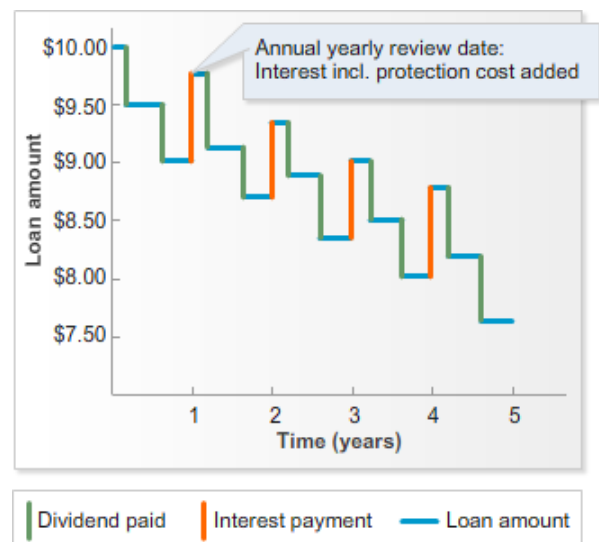 Annual yearly review date:
Interest incl. protection cost added
Loan amount
$10.00
$9.50
$9.00
$8.50
$8.00
$7.50
1 2 3 4 5
Time (years)
Dividend paid Interest payment Loan amount